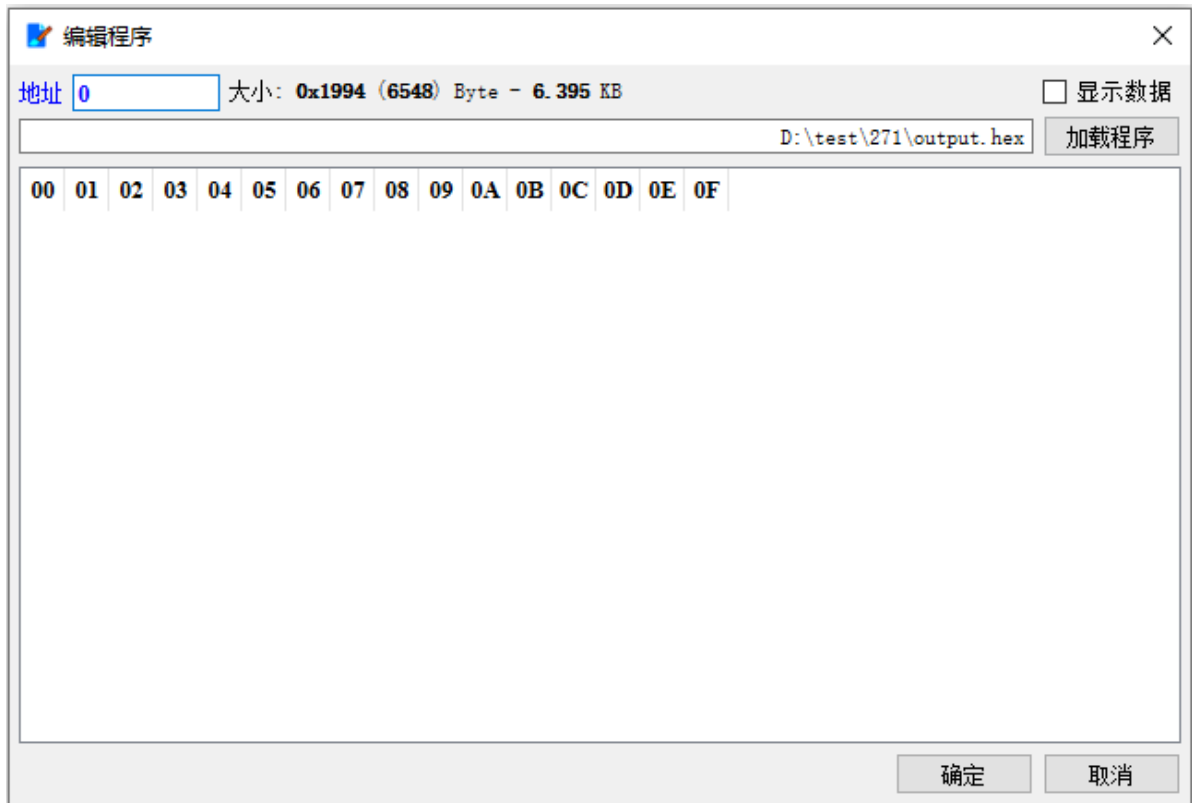 编辑程序
地址 0 大小: 0x1994 (6548) Byte - 6.395 KB 显示数据
D:\test\271\output.hex 加载程序
00 01 02 03 04 05 06 07 08 09 0A 0B 0C 0D 0E 0F
确定 取消